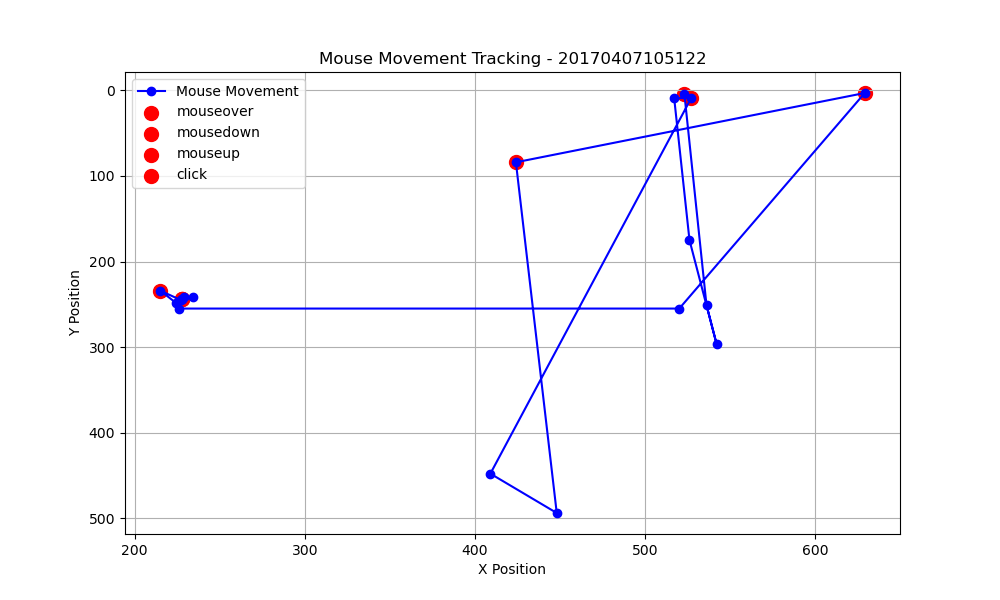 Mouse Movement Tracking - 20170407105122
Mouse Movement
mouseover
mousedown
mouseup
click
Y Position
0
100
200
300
400
500
200 300 400 500 600
X Position